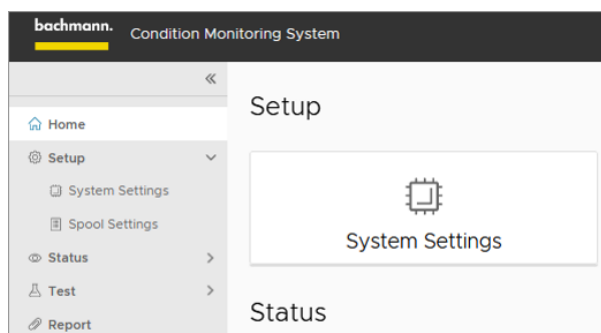 bachmann.
Condition Monitoring System
Home
Setup
System Settings
Spool Settings
Status
Test
Report
Setup
System Settings
Status